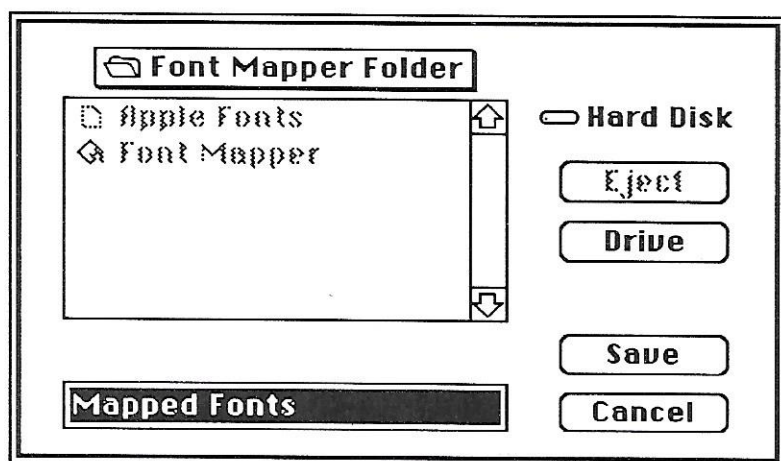 Font Mapper Folder
Apple Fonts
Font Mapper
Hard Disk
Eject
Drive
Save
Mapped Fonts
Cancel